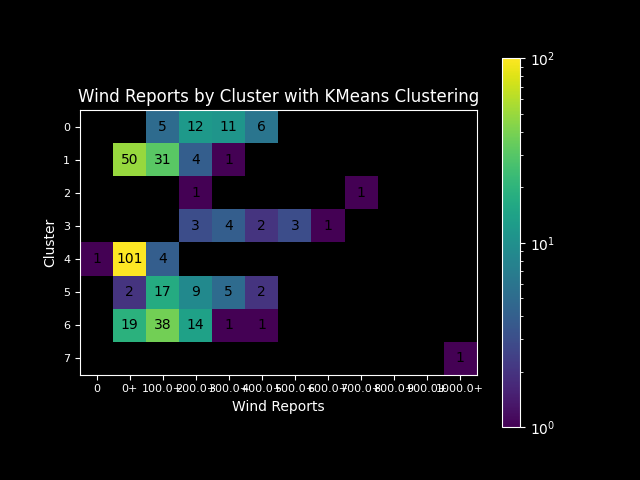 Wind Reports by Cluster with KMeans Clustering
10²
0 5 12 11 6
1 50 31 4 1
2 1 1
3 3 4 2 3 1
10¹
4 1 101 4
5 2 17 9 5 2
6 19 38 14 1 1
7 1
10⁰
Cluster
0 0+ 100.0+ 200.0+ 300.0+ 400.0+ 500.0+ 600.0+ 700.0+ 800.0+ 900.0+ 1000.0+
Wind Reports